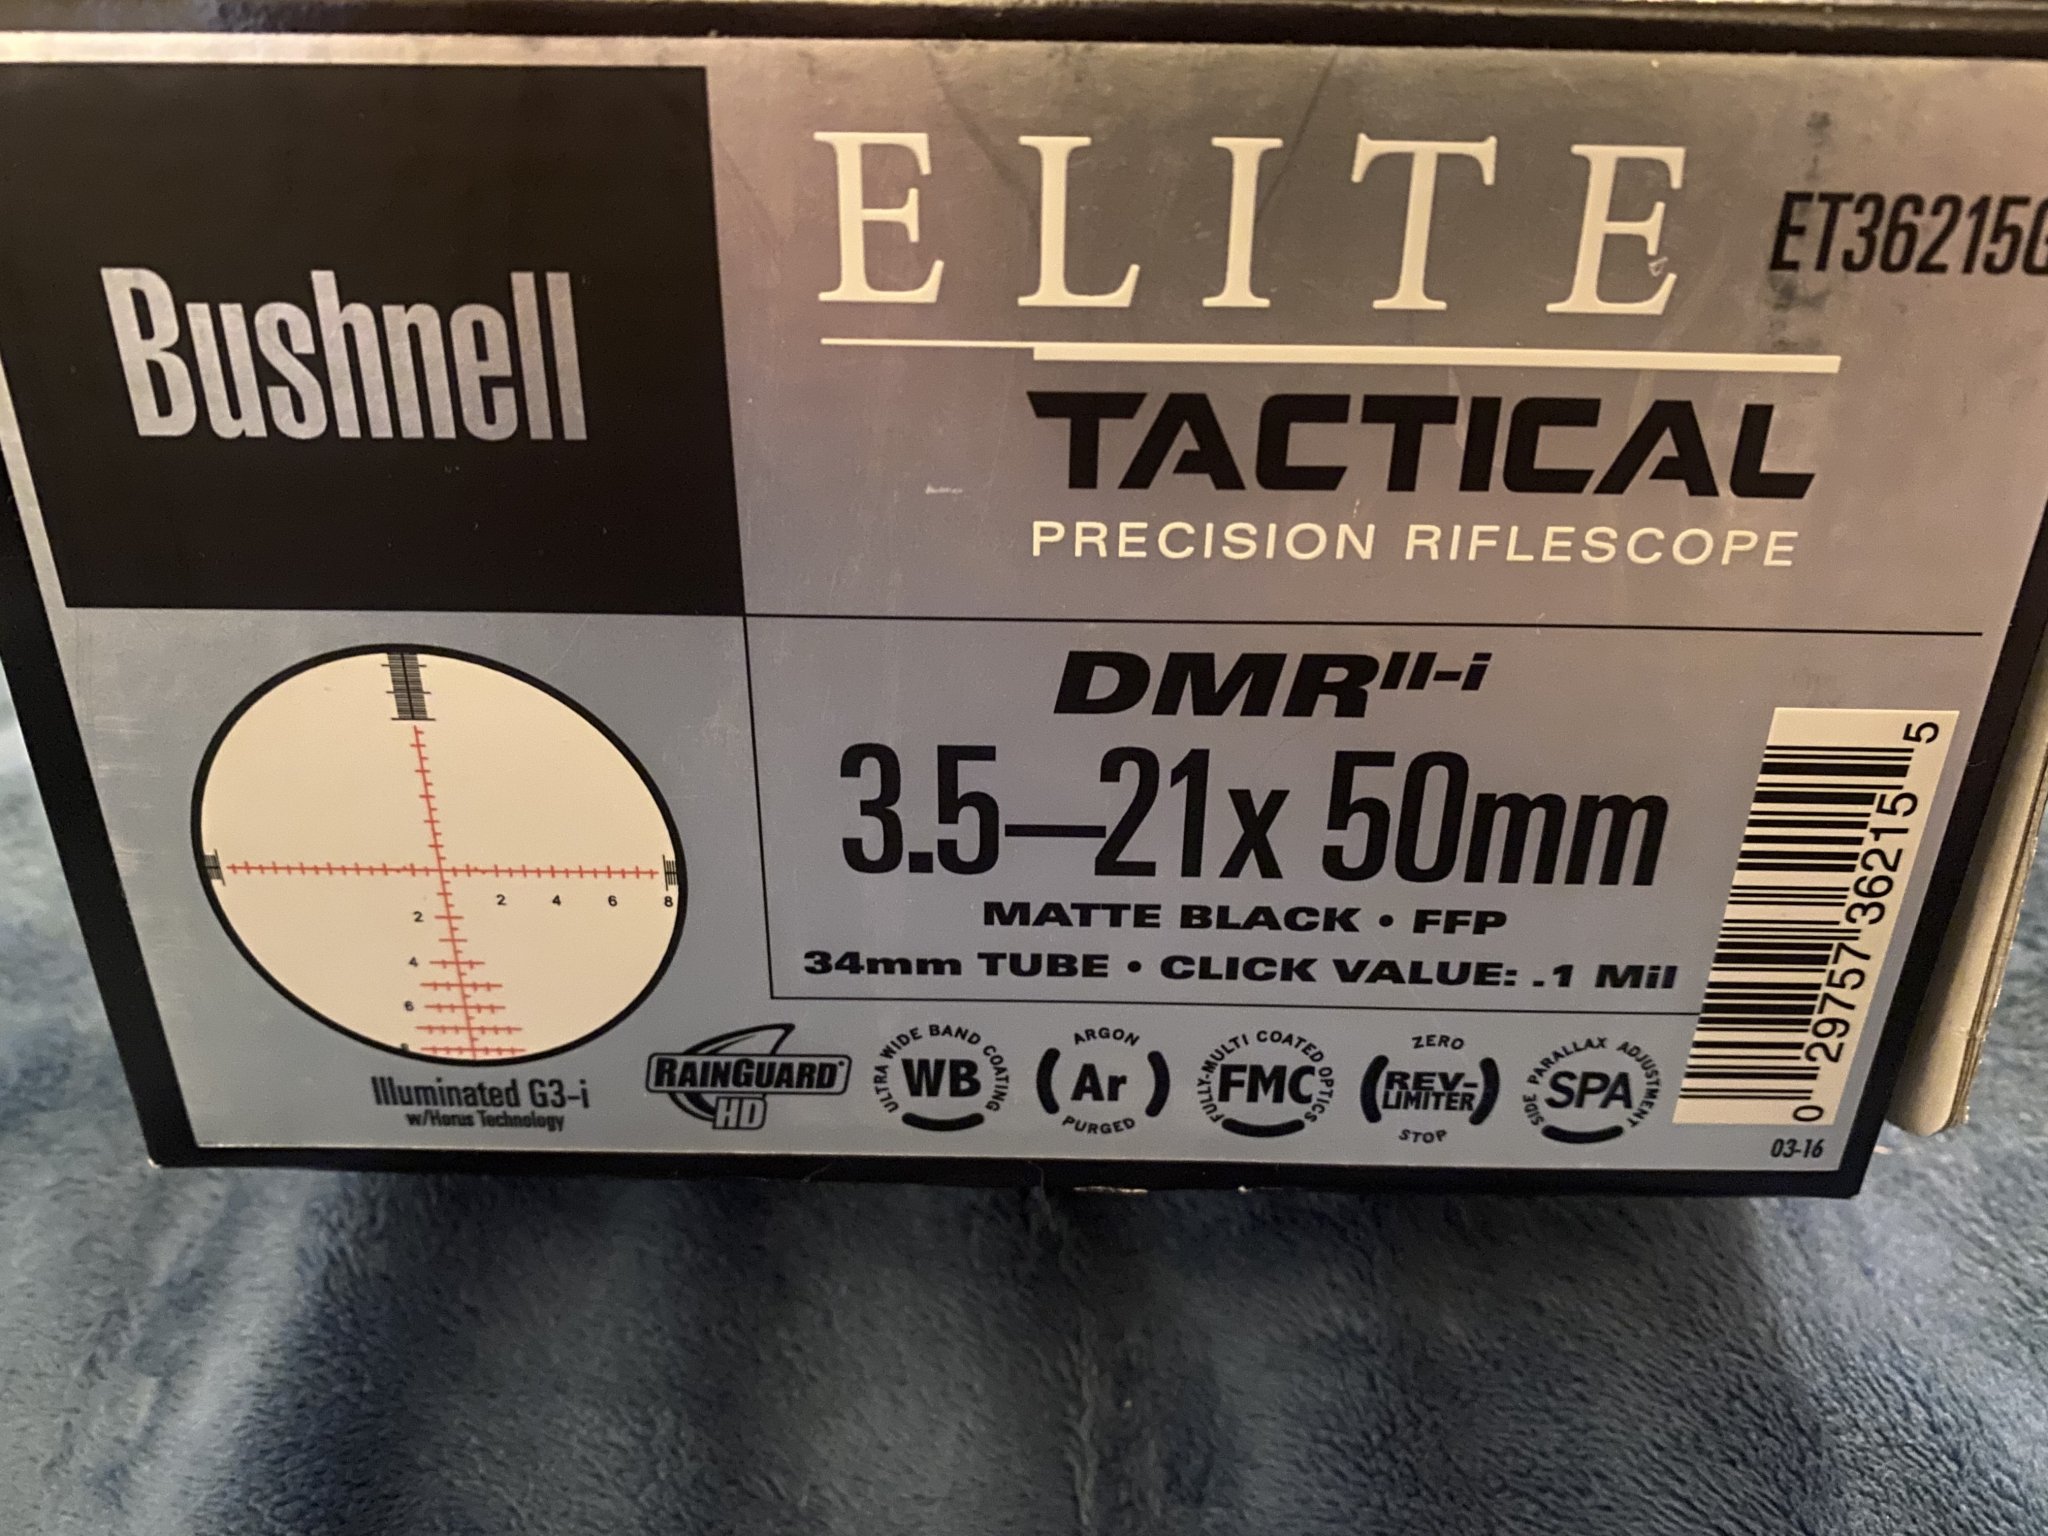 Bushnell
ELITE
ET36215G
TACTICAL
PRECISION RIFLESCOPE
DMRII-i
3.5–21x 50mm
MATTE BLACK • FFP
34mm TUBE • CLICK VALUE: .1 Mil
2 4 6 8
2
4
6
8
Illuminated G3-i
w/Horus Technology
RAINGUARD
HD
ULTRA WIDE BAND COATING
WB
ARGON
Ar
PURGED
FULLY-MULTI COATED OPTICS
FMC
ZERO
REV-
LIMITER
STOP
SIDE PARALLAX ADJUSTMENT
SPA
0 29757 36215 5
03-16